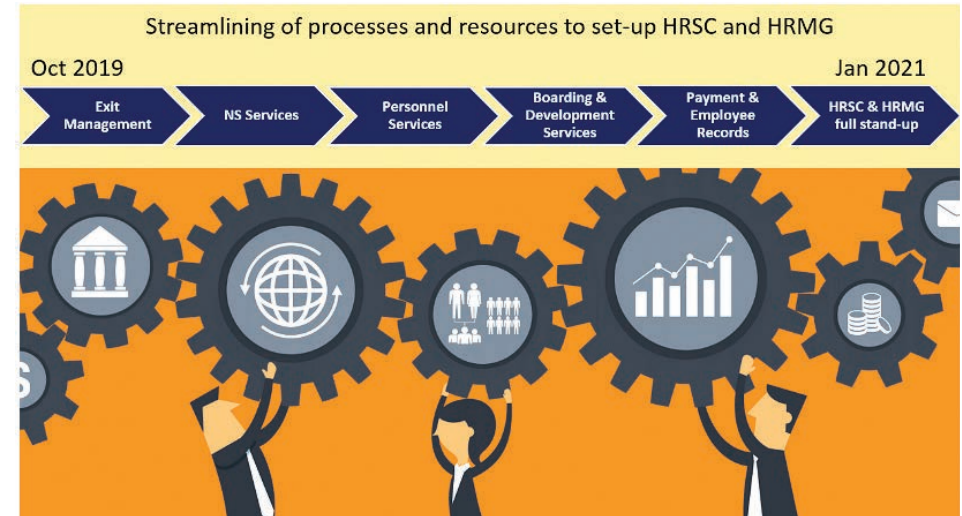 Streamlining of processes and resources to set-up HRSC and HRMG
Oct 2019
Jan 2021
Exit
Management
NS Services
Personnel
Services
Boarding &
Development
Services
Payment &
Employee
Records
HRSC & HRMG
full stand-up
S